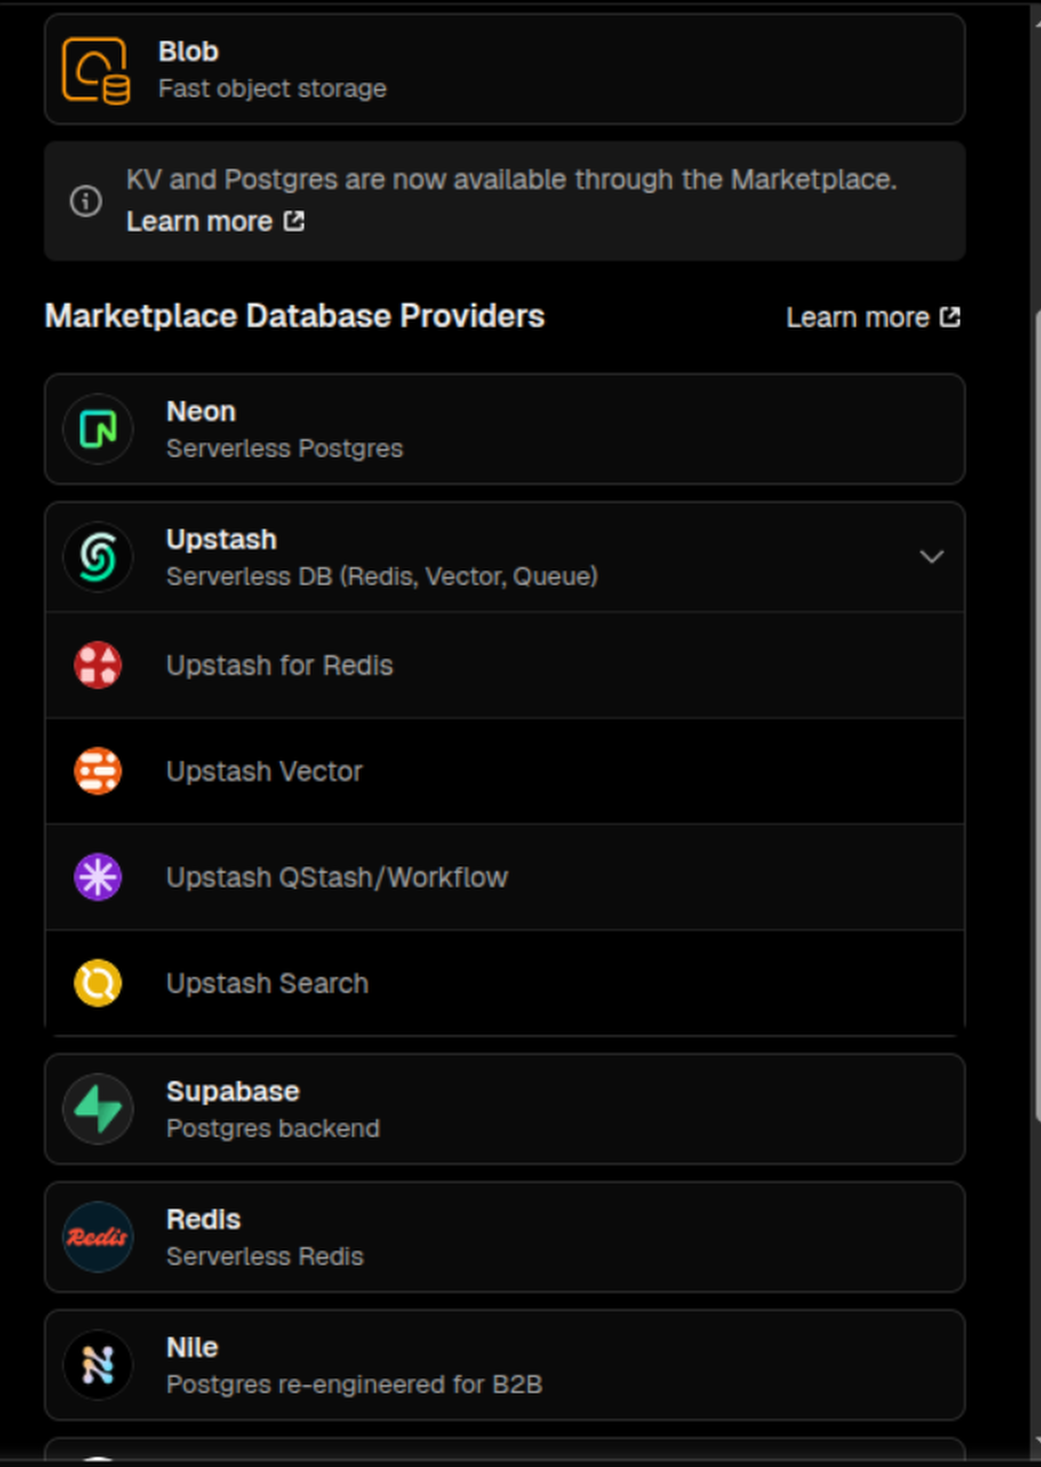 Blob
Fast object storage
KV and Postgres are now available through the Marketplace.
Learn more
Marketplace Database Providers
Learn more
Neon
Serverless Postgres
Upstash
Serverless DB (Redis, Vector, Queue)
Upstash for Redis
Upstash Vector
Upstash QStash/Workflow
Upstash Search
Supabase
Postgres backend
Redis
Redis
Serverless Redis
Nile
Postgres re-engineered for B2B